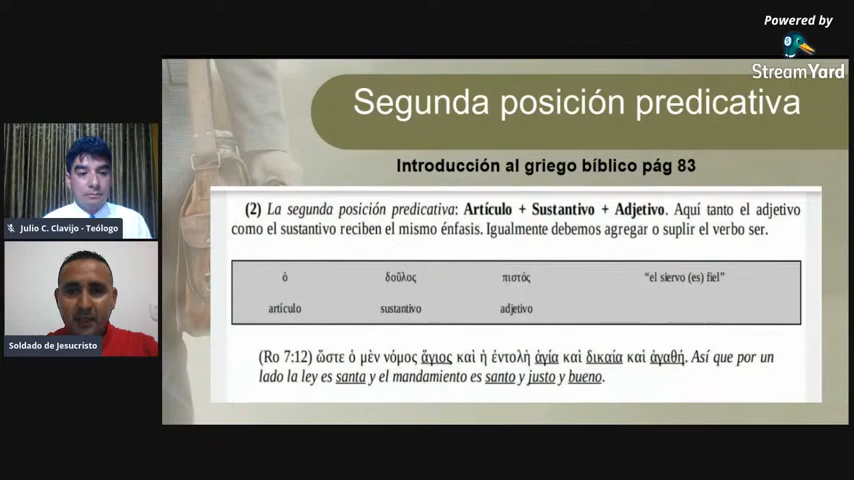 Powered by
StreamYard
Segunda posición predicativa
Introducción al griego bíblico pág 83
(2) La segunda posición predicativa: Artículo + Sustantivo + Adjetivo. Aquí tanto el adjetivo
como el sustantivo reciben el mismo énfasis. Igualmente debemos agregar o suplir el verbo ser.
ὁ δοῦλος πιστός “el siervo (es) fiel”
artículo sustantivo adjetivo
(Ro 7:12) ὥστε ὁ μὲν νόμος ἅγιος καὶ ἡ ἐντολὴ ἁγία καὶ δικαία καὶ ἀγαθή. Así que por un
lado la ley es santa y el mandamiento es santo y justo y bueno.
Julio C. Clavijo - Teólogo
Soldado de Jesucristo